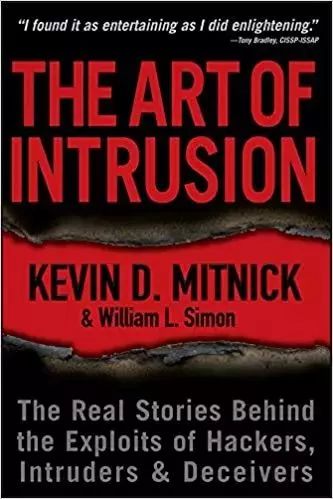 "I found it as entertaining as I did enlightening."
—Tony Bradley, CISSP-ISSAP
THE ART OF
INTRUSION
KEVIN D. MITNICK
& William L. Simon
The Real Stories Behind
the Exploits of Hackers,
Intruders & Deceivers